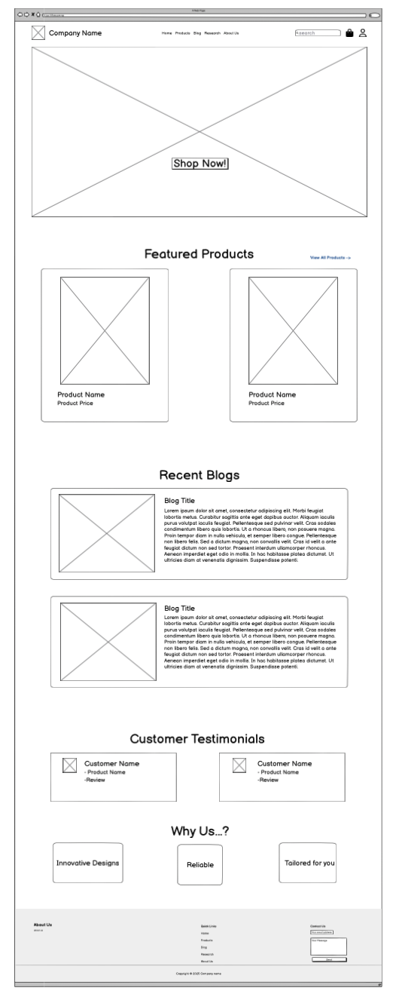 A Web Page
Company Name
Home Products Blog Research About Us
search
Shop Now!
Featured Products
View All Products -->
Product Name
Product Price
Product Name
Product Price
Recent Blogs
Blog Title
Lorem ipsum dolor sit amet, consectetur adipiscing elit. Morbi feugiat
lobortis metus. Curabitur sagittis ante eget dapibus auctor. Aliquam iaculis
purus volutpat iaculis feugiat. Pellentesque sed pulvinar velit. Cras sodales
condimentum libero quis lobortis. Ut a rhoncus libero, non posuere magna.
Proin tempor diam in nulla vehicula, et semper libero congue. Pellentesque
non libero felis. Sed a dictum magna, non convallis velit. Cras id velit a ante
feugiat dictum non sed tortor. Praesent interdum ullamcorper rhoncus.
Aenean imperdiet eget odio in mollis. In hac habitasse platea dictumst. Ut
ultricies diam at venenatis dignissim. Suspendisse potenti.
Blog Title
Lorem ipsum dolor sit amet, consectetur adipiscing elit. Morbi feugiat
lobortis metus. Curabitur sagittis ante eget dapibus auctor. Aliquam iaculis
purus volutpat iaculis feugiat. Pellentesque sed pulvinar velit. Cras sodales
condimentum libero quis lobortis. Ut a rhoncus libero, non posuere magna.
Proin tempor diam in nulla vehicula, et semper libero congue. Pellentesque
non libero felis. Sed a dictum magna, non convallis velit. Cras id velit a ante
feugiat dictum non sed tortor. Praesent interdum ullamcorper rhoncus.
Aenean imperdiet eget odio in mollis. In hac habitasse platea dictumst. Ut
ultricies diam at venenatis dignissim. Suspendisse potenti.
Customer Testimonials
Customer Name
- Product Name
-Review
Customer Name
- Product Name
-Review
Why Us...?
Innovative Designs
Reliable
Tailored for you
About Us
About us
Quick Links
Home
Products
Blog
Research
About Us
Contact Us
Your email address
Your Message
Send
Copyright © 2025 Company name